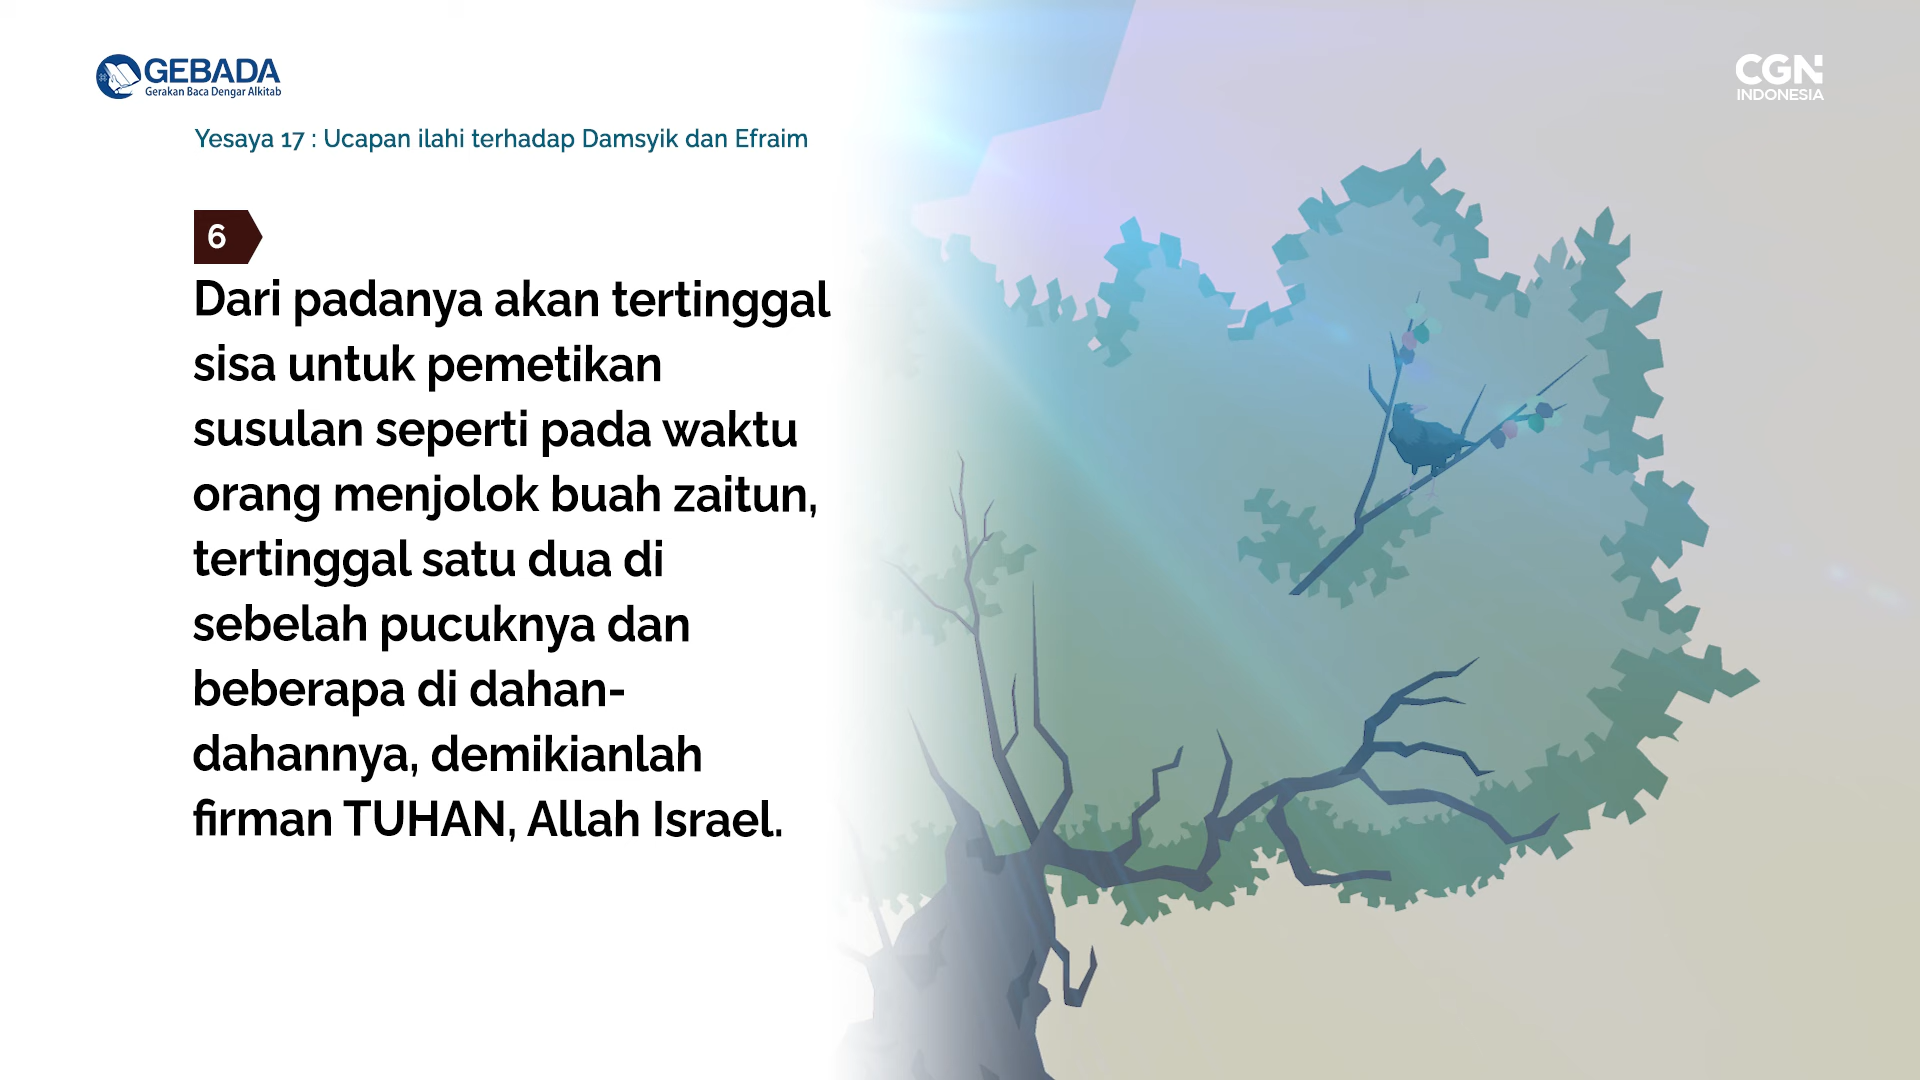 GEBADA
Gerakan Baca Dengar Alkitab
CGN
INDONESIA
Yesaya 17 : Ucapan ilahi terhadap Damsyik dan Efraim
6
Dari padanya akan tertinggal
sisa untuk pemetikan
susulan seperti pada waktu
orang menjolok buah zaitun,
tertinggal satu dua di
sebelah pucuknya dan
beberapa di dahan-
dahannya, demikianlah
firman TUHAN, Allah Israel.